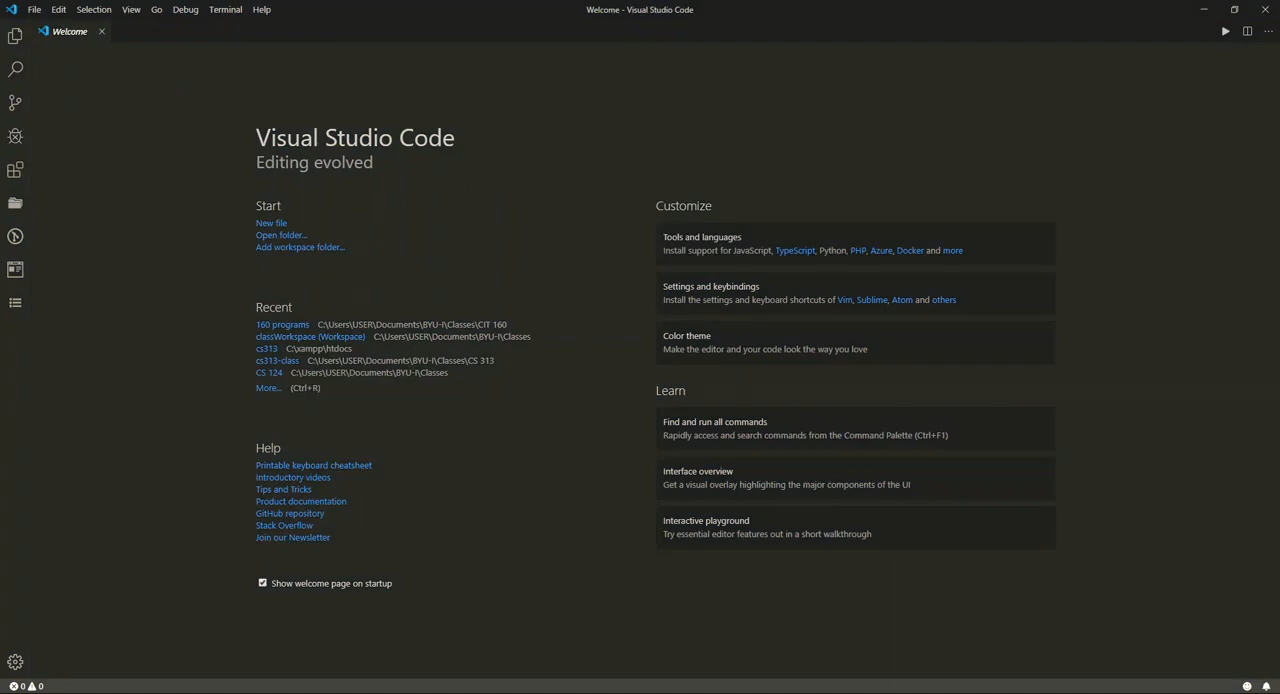 File Edit Selection View Go Debug Terminal Help
Welcome - Visual Studio Code
Welcome
Visual Studio Code
Editing evolved
Start
New file
Open folder...
Add workspace folder...
Recent
160 programs C:\Users\USER\Documents\BYU-I\Classes\CIT 160
classWorkspace (Workspace) C:\Users\USER\Documents\BYU-I\Classes
cs313 C:\xampp\htdocs
cs313-class C:\Users\USER\Documents\BYU-I\Classes\CS 313
CS 124 C:\Users\USER\Documents\BYU-I\Classes
More... (Ctrl+R)
Help
Printable keyboard cheatsheet
Introductory videos
Tips and Tricks
Product documentation
GitHub repository
Stack Overflow
Join our Newsletter
Show welcome page on startup
Customize
Tools and languages
Install support for JavaScript, TypeScript, Python, PHP, Azure, Docker and more
Settings and keybindings
Install the settings and keyboard shortcuts of Vim, Sublime, Atom and others
Color theme
Make the editor and your code look the way you love
Learn
Find and run all commands
Rapidly access and search commands from the Command Palette (Ctrl+F1)
Interface overview
Get a visual overlay highlighting the major components of the UI
Interactive playground
Try essential editor features out in a short walkthrough
0 0